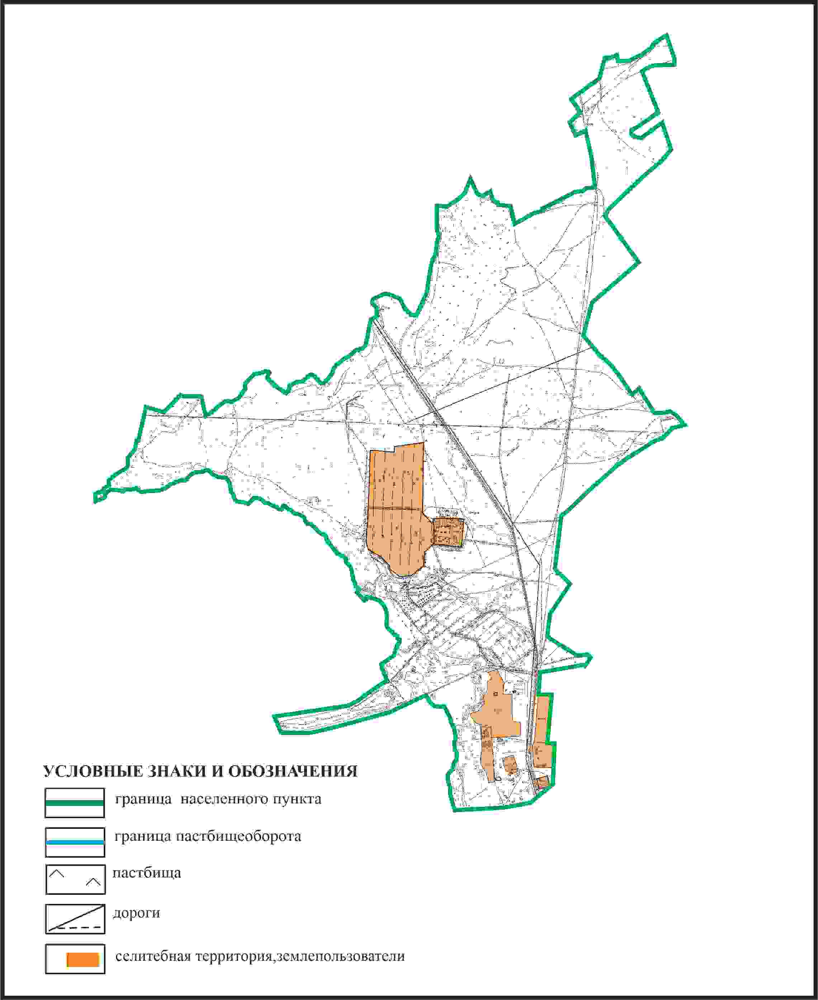 УСЛОВНЫЕ ЗНАКИ И ОБОЗНАЧЕНИЯ
граница населенного пункта
граница пастбищеоборота
пастбища
дороги
селитебная территория,землепользователи